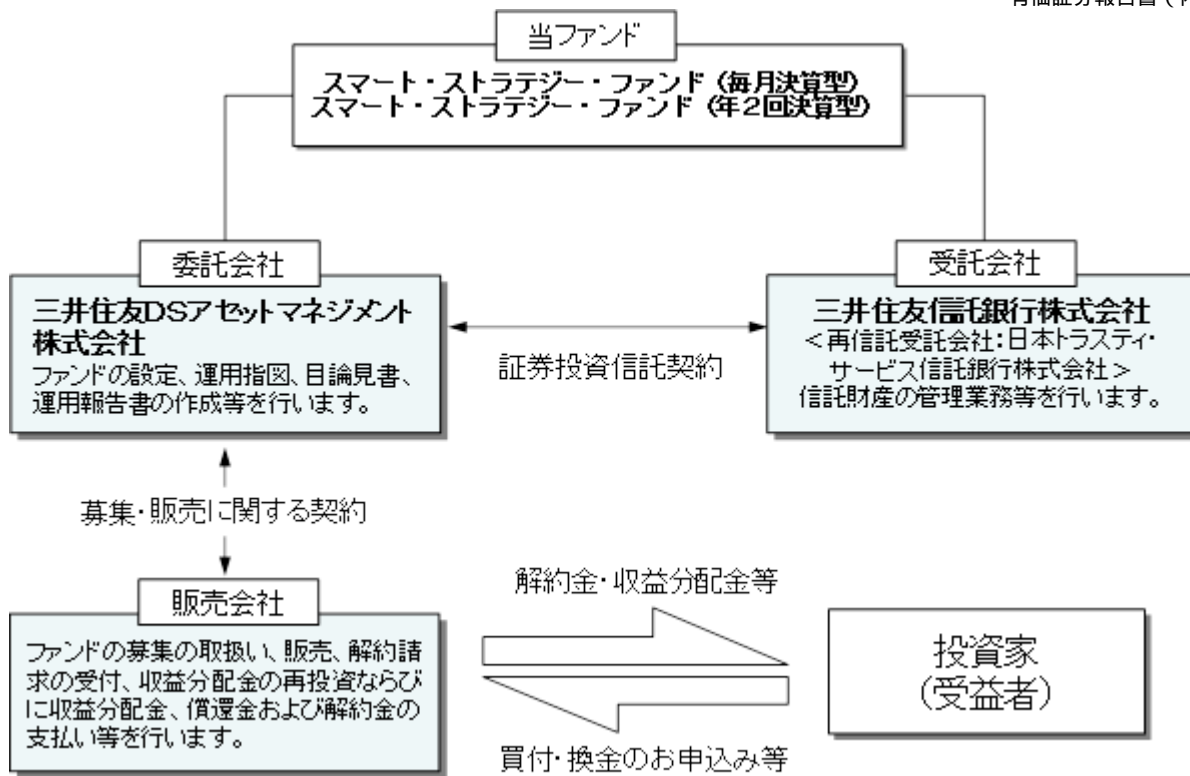 当ファンド
スマート・ストラテジー・ファンド（毎月決算型）
スマート・ストラテジー・ファンド（年２回決算型）
委託会社
三井住友DSアセットマネジメント
株式会社
ファンドの設定、運用指図、目論見書、
運用報告書の作成等を行います。
証券投資信託契約
受託会社
三井住友信託銀行株式会社
＜再信託受託会社：日本トラスティ・
サービス信託銀行株式会社＞
信託財産の管理業務等を行います。
募集・販売に関する契約
販売会社
ファンドの募集の取扱い、販売、解約請
求の受付、収益分配金の再投資ならび
に収益分配金、償還金および解約金の
支払い等を行います。
解約金・収益分配金等
買付・換金のお申込み等
投資家
（受益者）